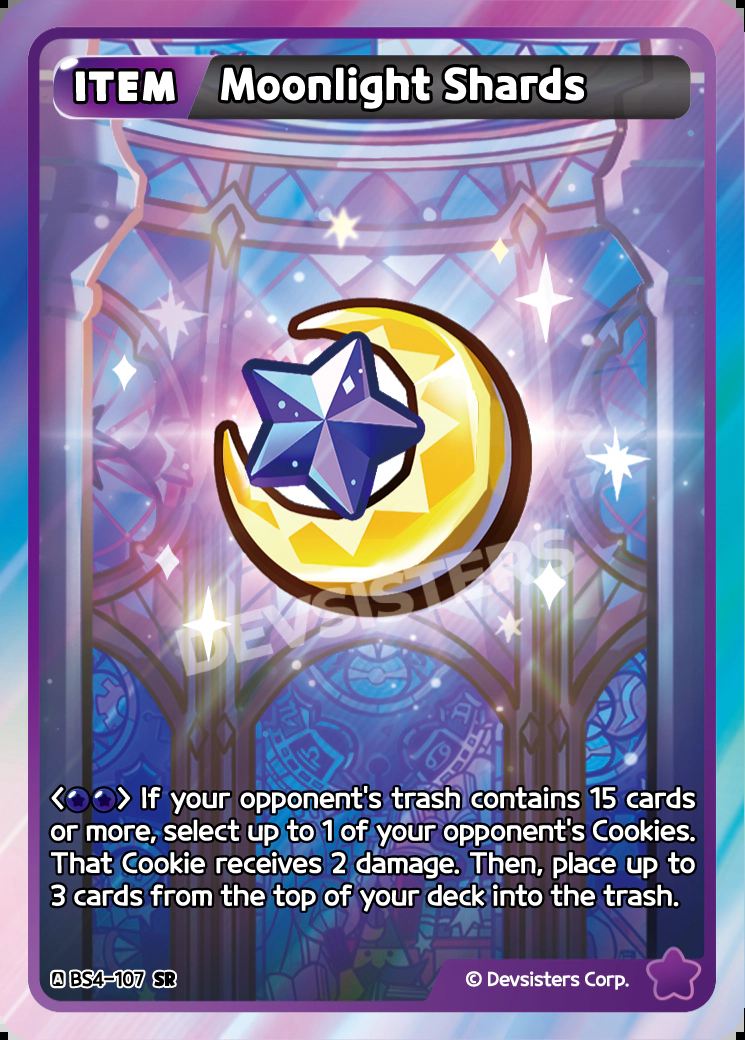 ITEM Moonlight Shards
DEVSISTERS
< > If your opponent's trash contains 15 cards
or more, select up to 1 of your opponent's Cookies.
That Cookie receives 2 damage. Then, place up to
3 cards from the top of your deck into the trash.
A BS4-107 SR © Devsisters Corp.